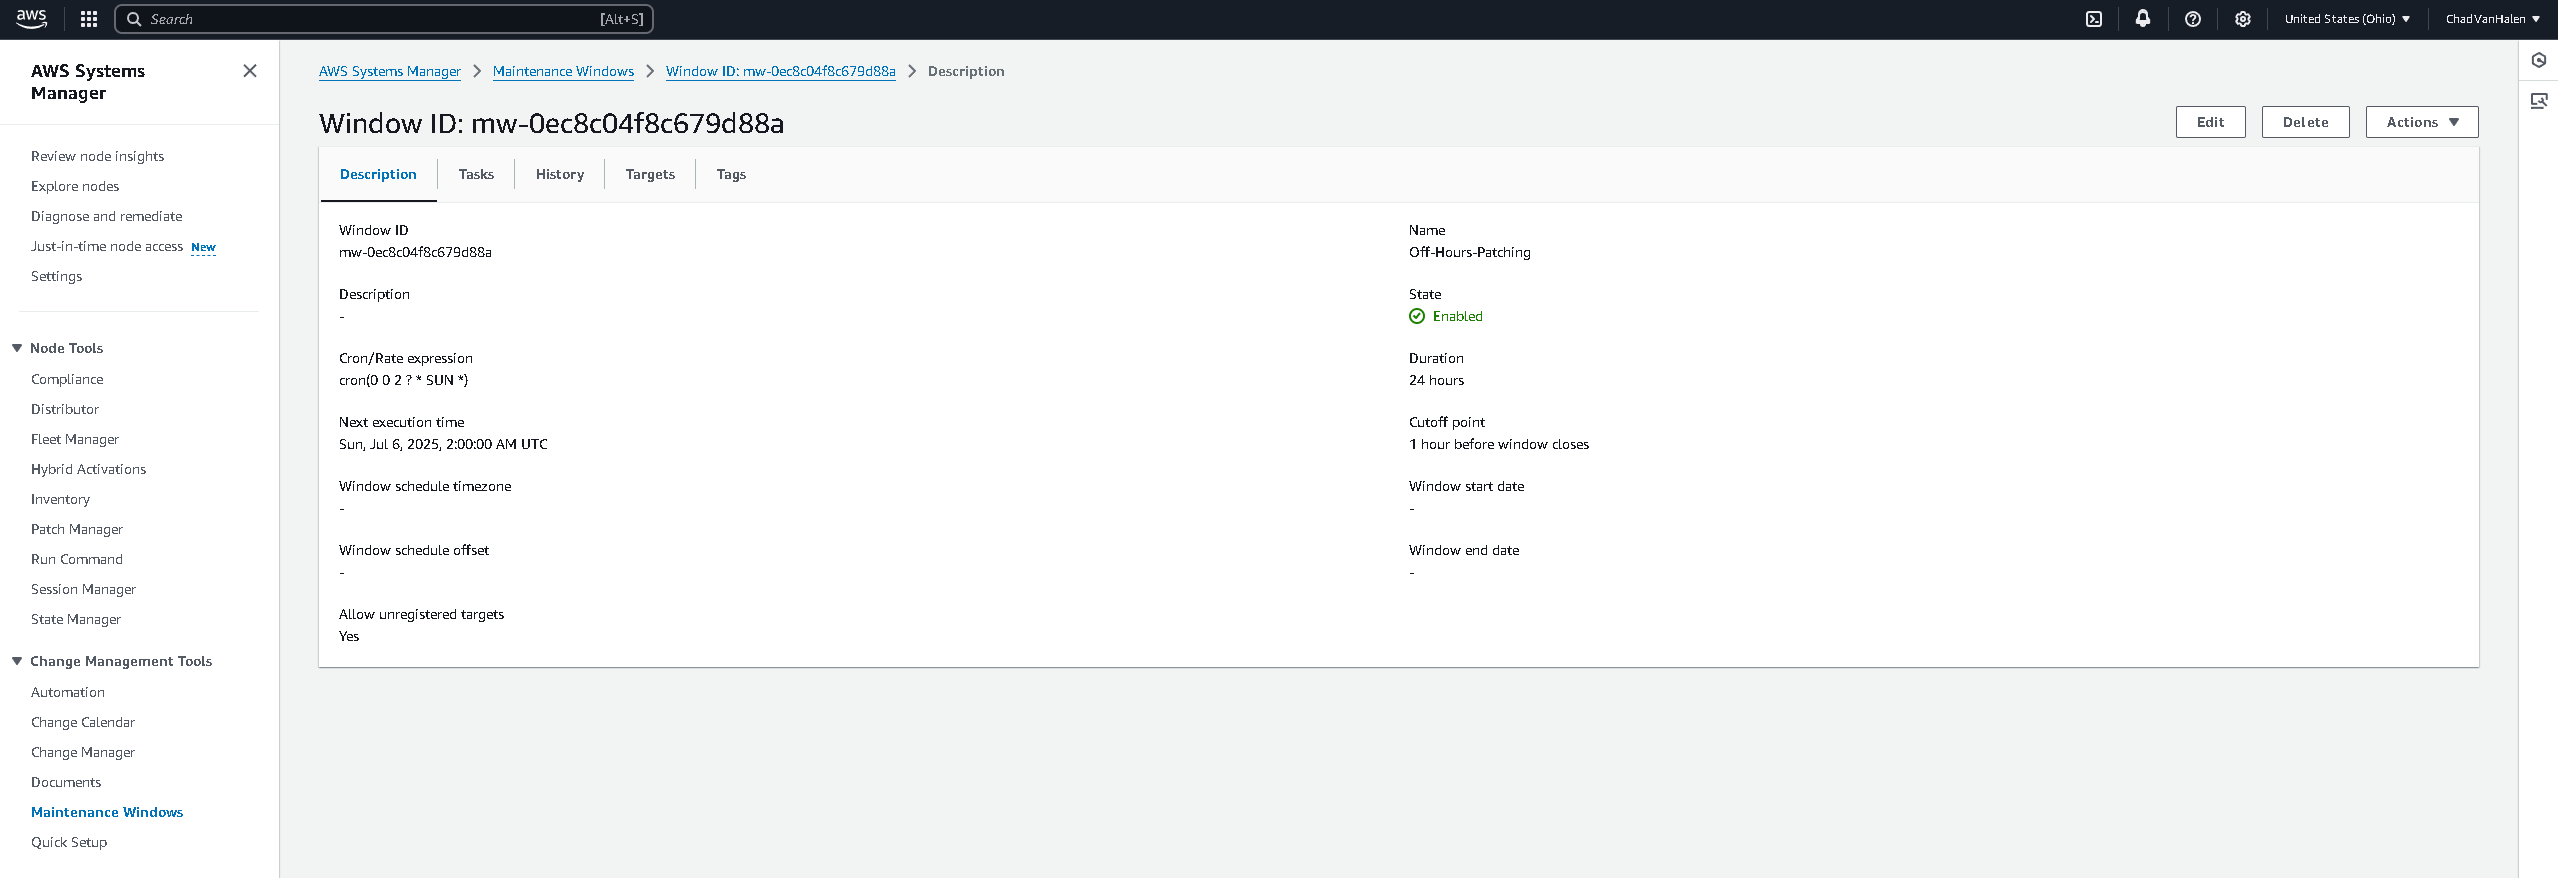 aws
Search [Alt+S]
United States (Ohio)
ChadVanHalen
AWS Systems
Manager
Review node insights
Explore nodes
Diagnose and remediate
Just-in-time node access New
Settings
Node Tools
Compliance
Distributor
Fleet Manager
Hybrid Activations
Inventory
Patch Manager
Run Command
Session Manager
State Manager
Change Management Tools
Automation
Change Calendar
Change Manager
Documents
Maintenance Windows
Quick Setup
AWS Systems Manager > Maintenance Windows > Window ID: mw-0ec8c04f8c679d88a > Description
Window ID: mw-0ec8c04f8c679d88a
Edit
Delete
Actions
Description
Tasks
History
Targets
Tags
Window ID
mw-0ec8c04f8c679d88a
Name
Off-Hours-Patching
Description
-
State
Enabled
Cron/Rate expression
cron(0 0 2 ? * SUN *)
Duration
24 hours
Next execution time
Sun, Jul 6, 2025, 2:00:00 AM UTC
Cutoff point
1 hour before window closes
Window schedule timezone
-
Window start date
-
Window schedule offset
-
Window end date
-
Allow unregistered targets
Yes